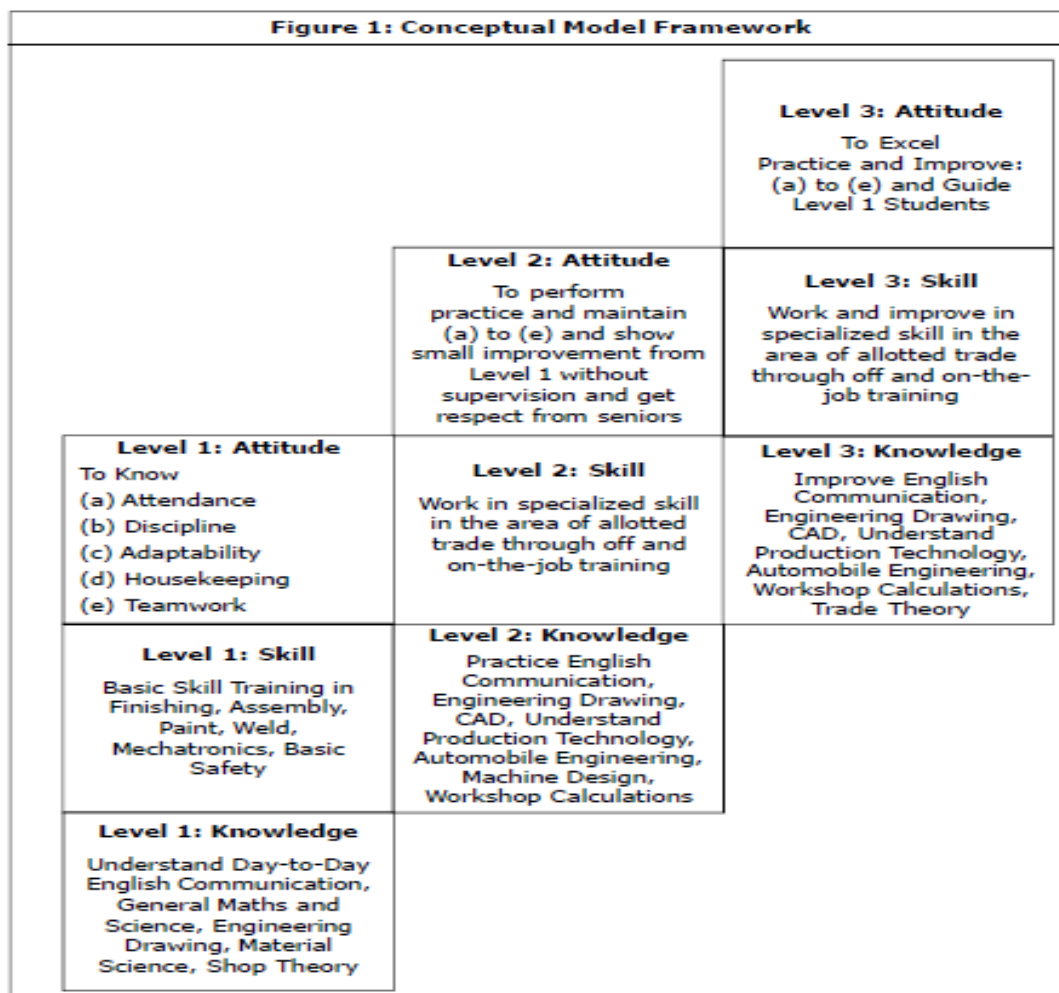 Figure 1: Conceptual Model Framework
Level 3: Attitude
To Excel
Practice and Improve:
(a) to (e) and Guide
Level 1 Students
Level 2: Attitude
To perform
practice and maintain
(a) to (e) and show
small improvement from
Level 1 without
supervision and get
respect from seniors
Level 3: Skill
Work and improve in
specialized skill in the
area of allotted trade
through off and on-the-
job training
Level 1: Attitude
To Know
(a) Attendance
(b) Discipline
(c) Adaptability
(d) Housekeeping
(e) Teamwork
Level 2: Skill
Work in specialized skill
in the area of allotted
trade through off and
on-the-job training
Level 3: Knowledge
Improve English
Communication,
Engineering Drawing,
CAD, Understand
Production Technology,
Automobile Engineering,
Workshop Calculations,
Trade Theory
Level 1: Skill
Basic Skill Training in
Finishing, Assembly,
Paint, Weld,
Mechatronics, Basic
Safety
Level 2: Knowledge
Practice English
Communication,
Engineering Drawing,
CAD, Understand
Production Technology,
Automobile Engineering,
Machine Design,
Workshop Calculations
Level 1: Knowledge
Understand Day-to-Day
English Communication,
General Maths and
Science, Engineering
Drawing, Material
Science, Shop Theory